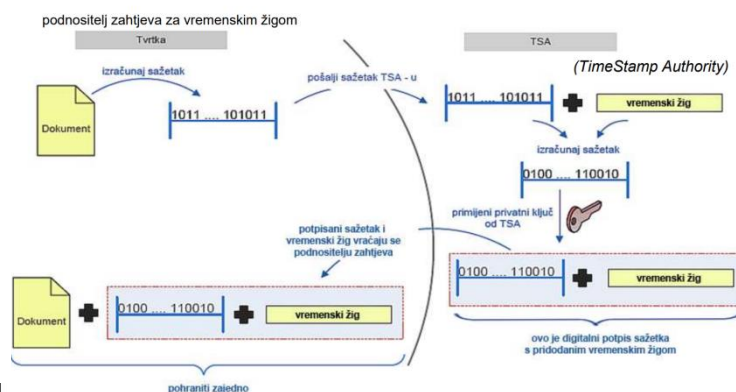 podnositelj zahtjeva za vremenskim žigom
Tvrtka
TSA
(TimeStamp Authority)
izračunaj sažetak
pošalji sažetak TSA - u
Dokument
1011 .... 101011
1011 .... 101011
vremenski žig
izračunaj sažetak
0100 .... 110010
primijeni privatni ključ
od TSA
potpisani sažetak i
vremenski žig vraćaju se
podnositelju zahtjeva
0100 .... 110010
vremenski žig
Dokument
0100 .... 110010
vremenski žig
ovo je digitalni potpis sažetka
s pridodanim vremenskim žigom
pohraniti zajedno